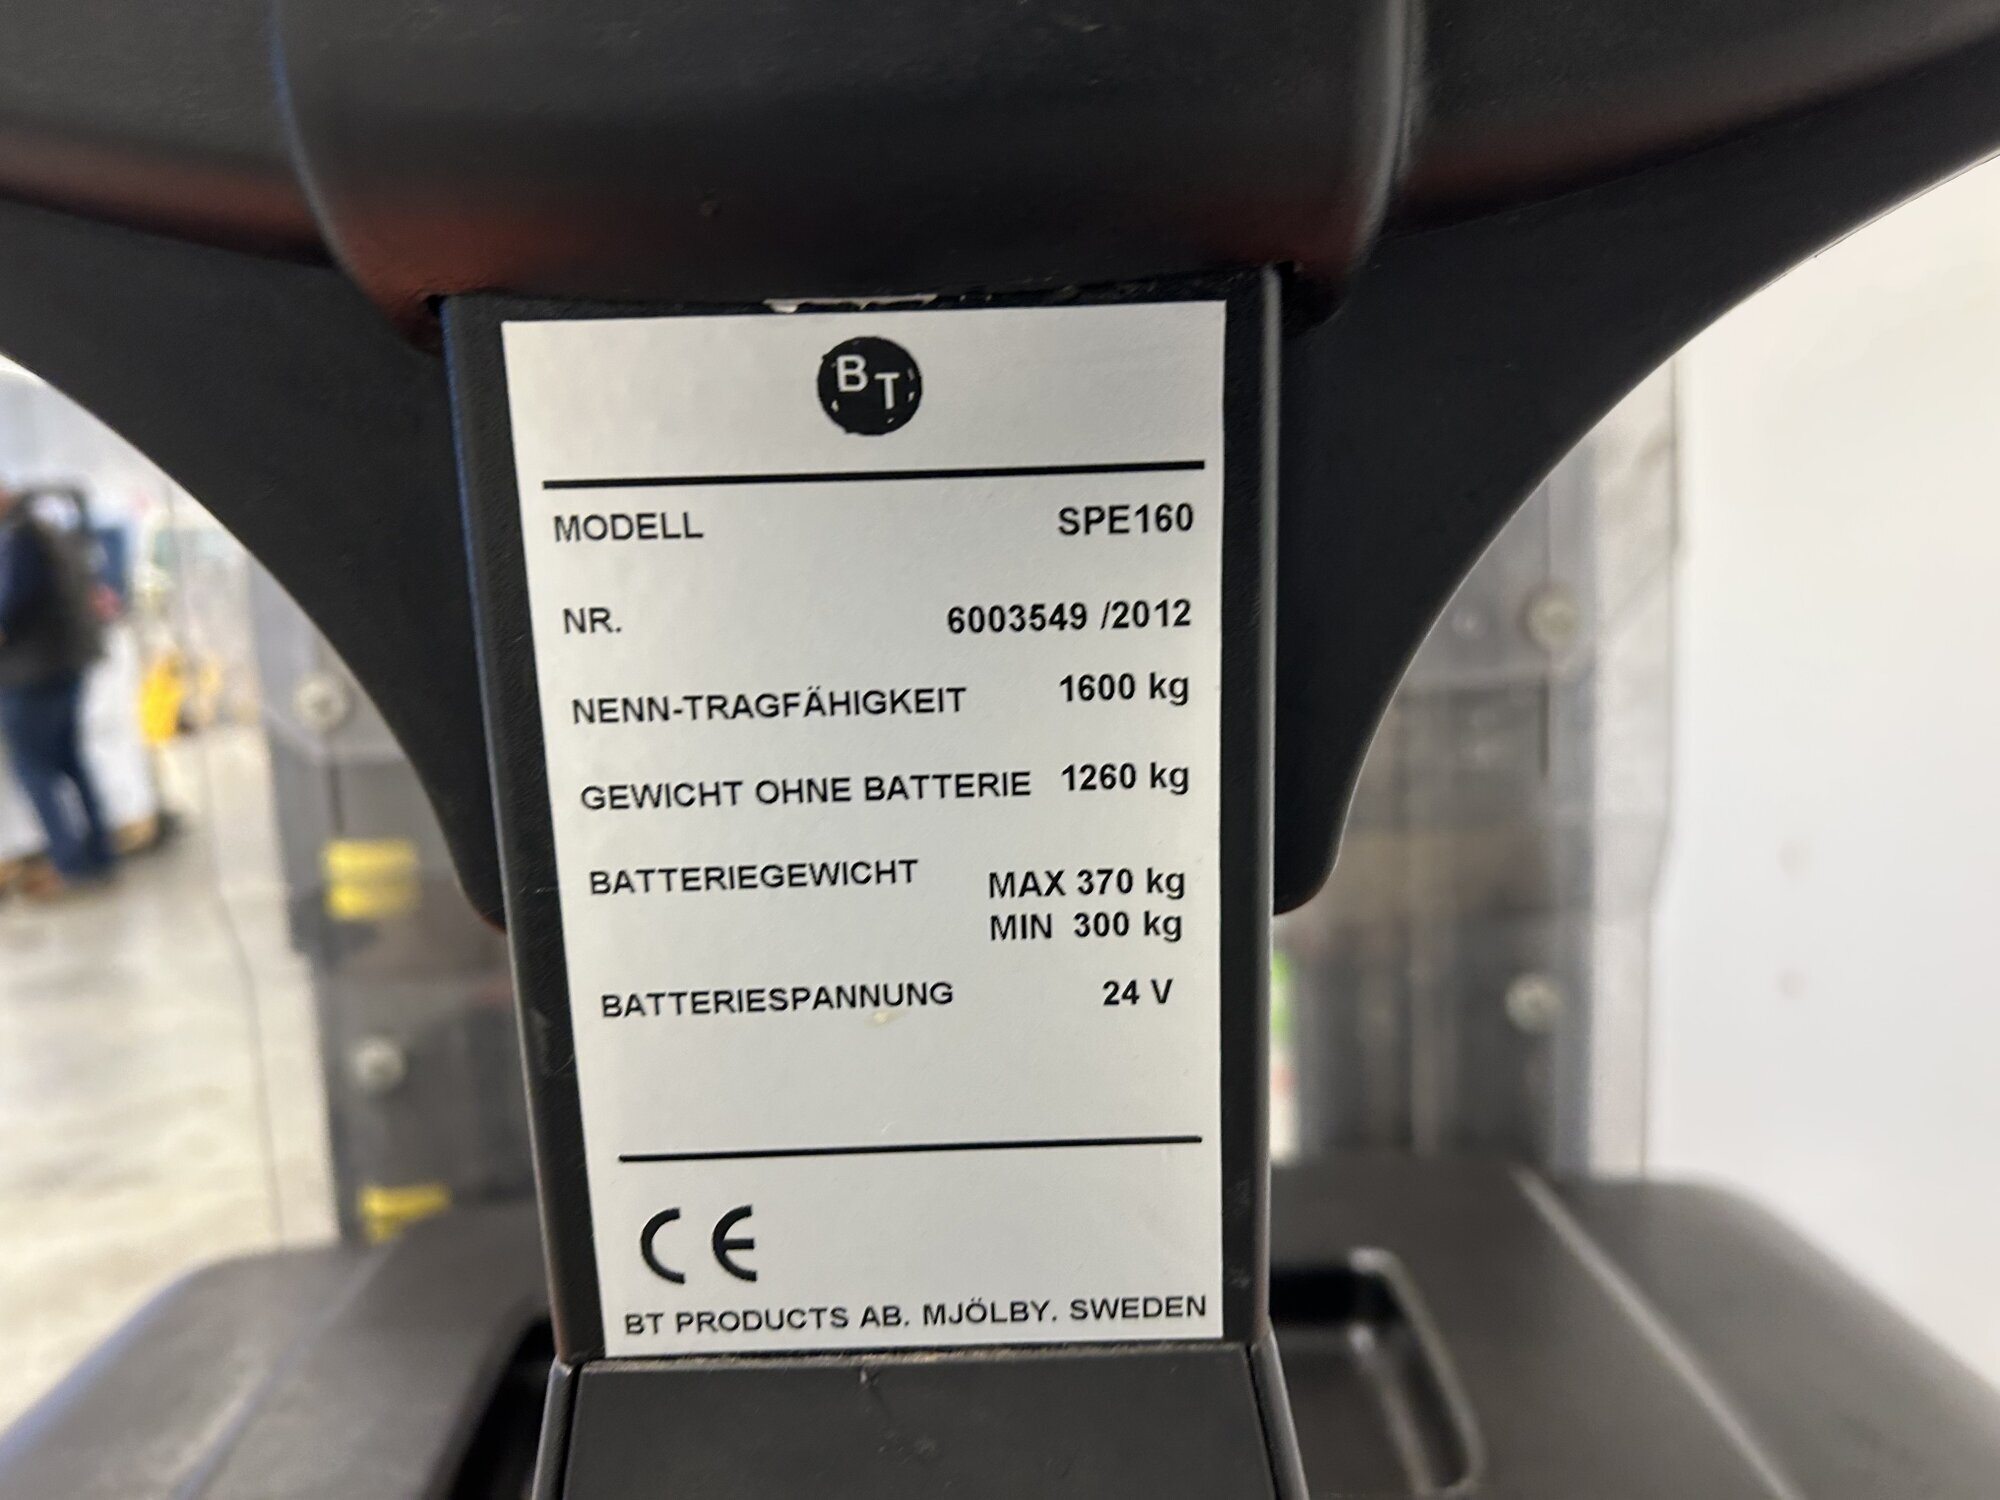 BT
MODELL SPE160
NR. 6003549 /2012
NENN-TRAGFÄHIGKEIT 1600 kg
GEWICHT OHNE BATTERIE 1260 kg
BATTERIEGEWICHT MAX 370 kg
MIN 300 kg
BATTERIESPANNUNG 24 V
CE
BT PRODUCTS AB. MJÖLBY. SWEDEN